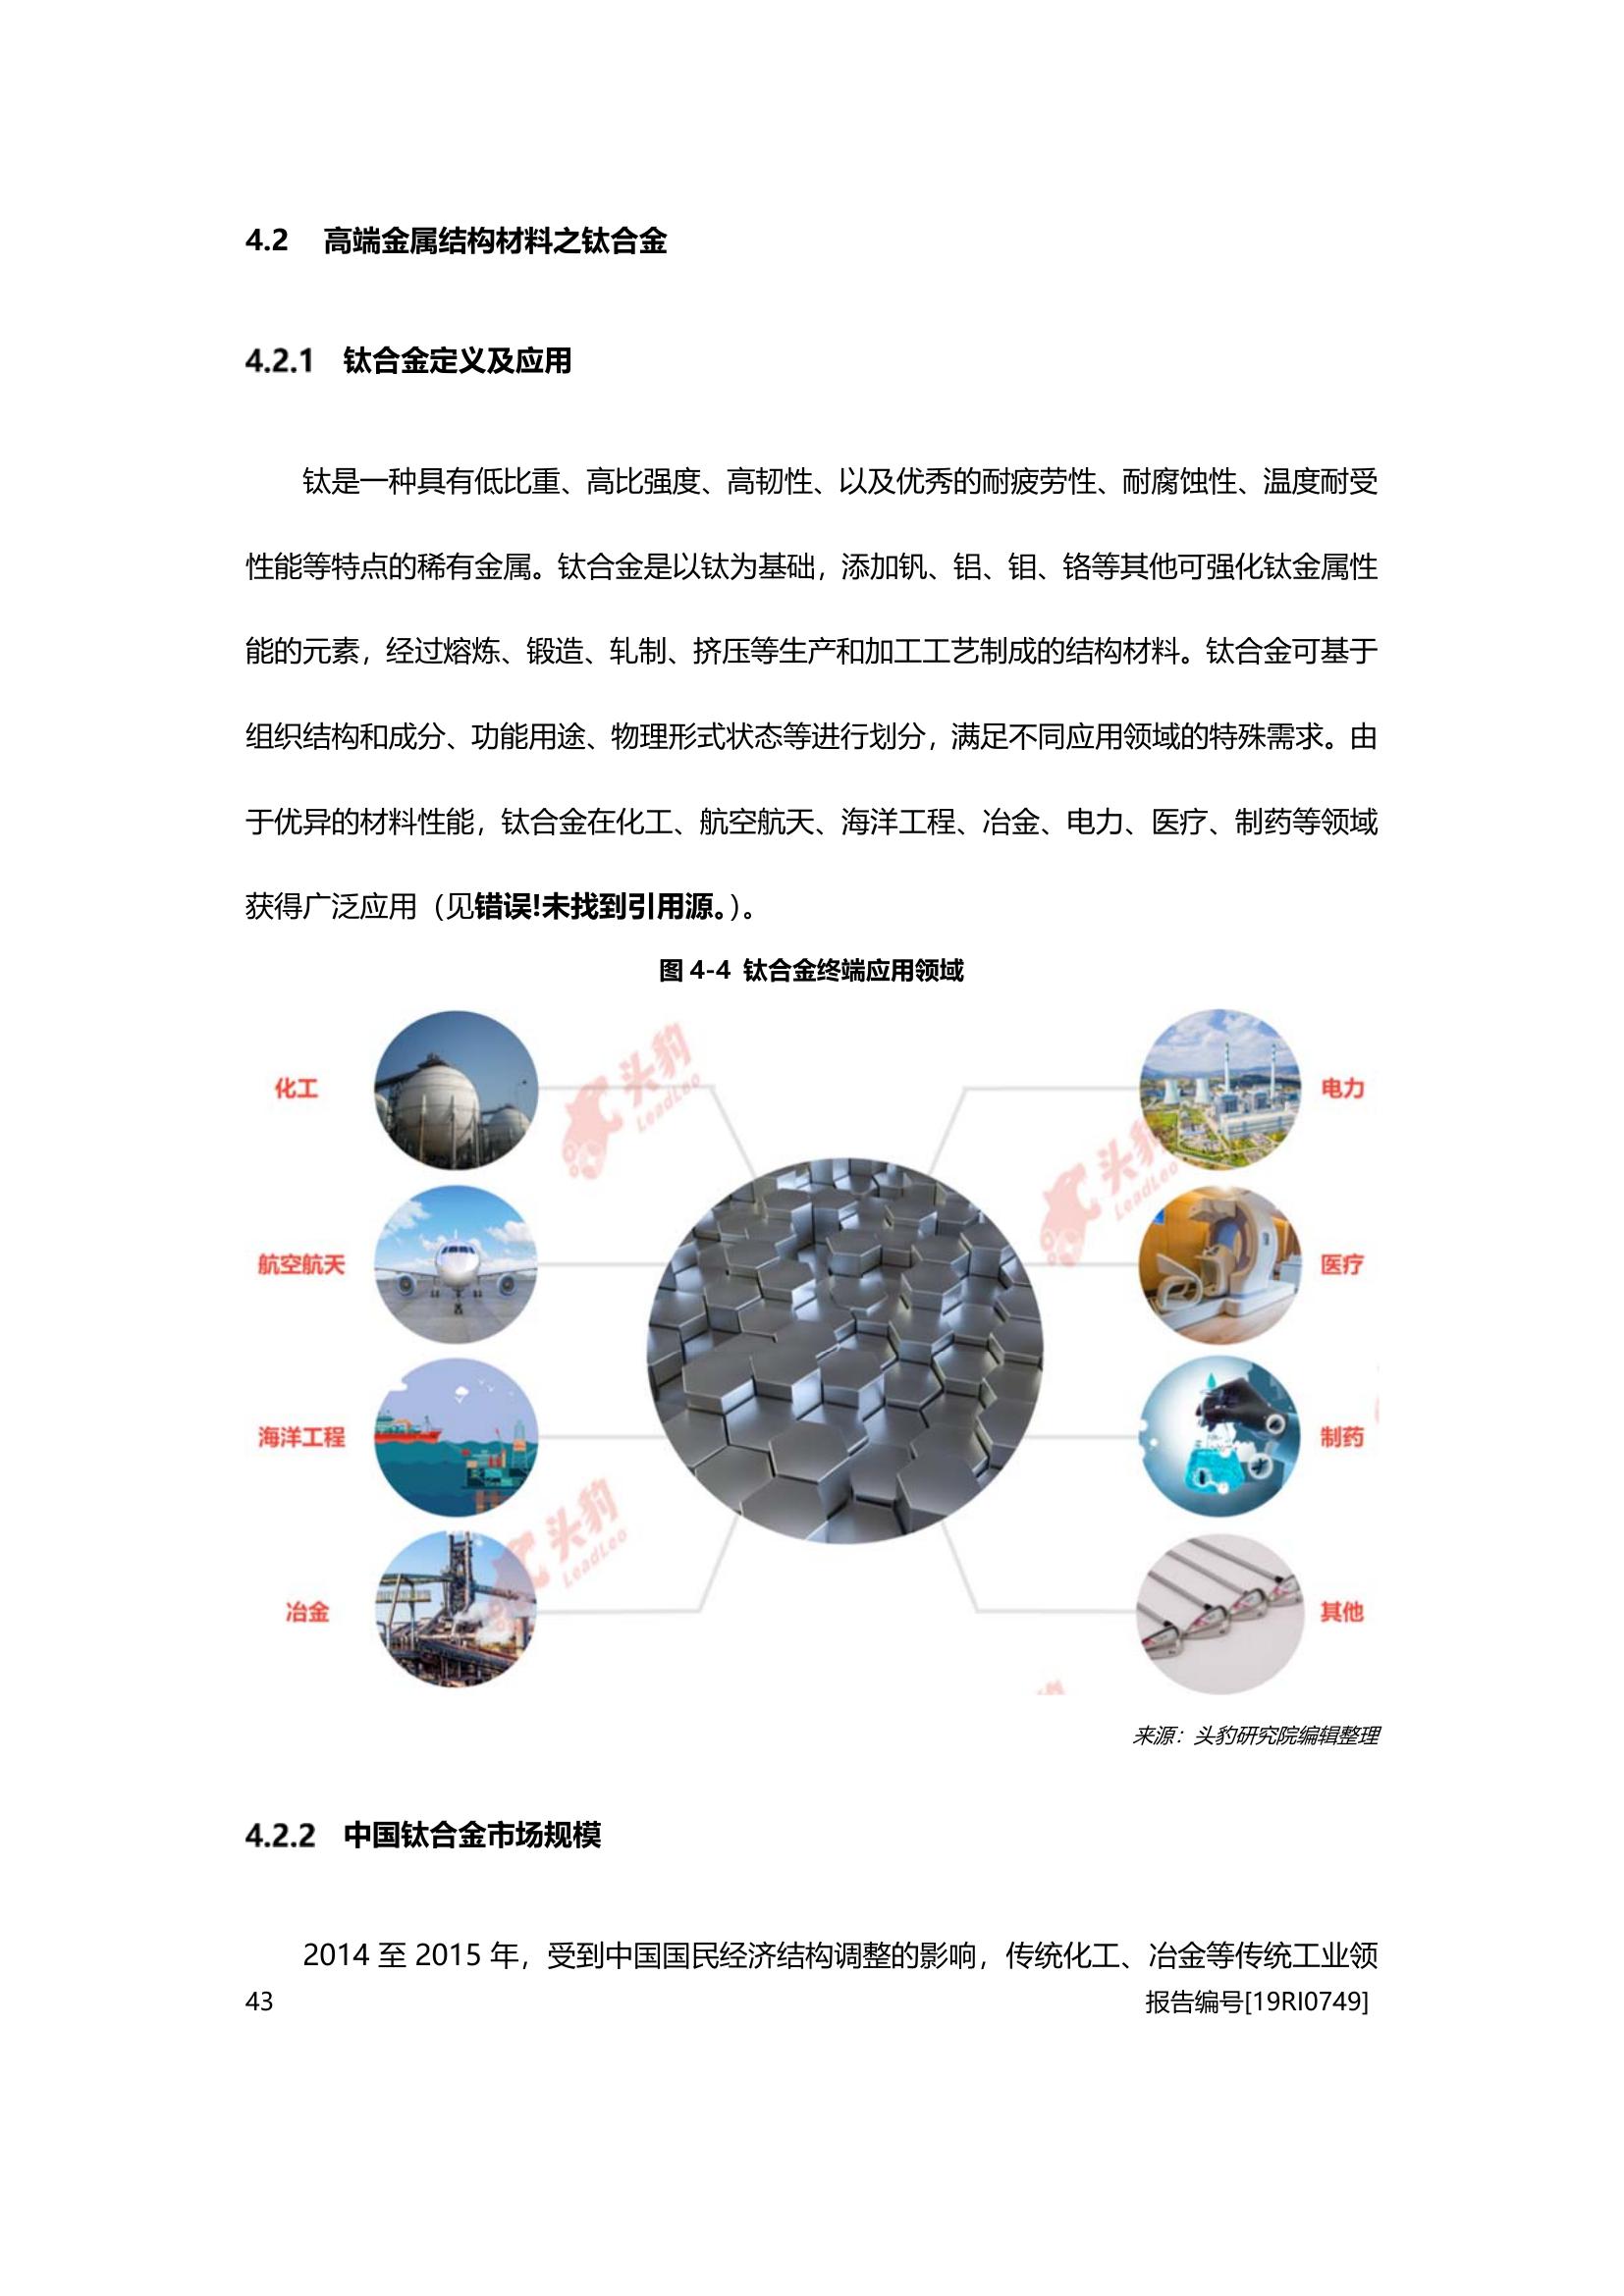 4.2 高端金属结构材料之钛合金
4.2.1 钛合金定义及应用
钛是一种具有低比重、高比强度、高韧性、以及优秀的耐疲劳性、耐腐蚀性、温度耐受
性能等特点的稀有金属。钛合金是以钛为基础，添加钒、铝、钼、铬等其他可强化钛金属性
能的元素，经过熔炼、锻造、轧制、挤压等生产和加工工艺制成的结构材料。钛合金可基于
组织结构和成分、功能用途、物理形式状态等进行划分，满足不同应用领域的特殊需求。由
于优异的材料性能，钛合金在化工、航空航天、海洋工程、冶金、电力、医疗、制药等领域
获得广泛应用（见错误!未找到引用源。）。
图 4-4 钛合金终端应用领域
化工
航空航天
海洋工程
冶金
电力
医疗
制药
其他
头豹
LeadLeo
头豹
LeadLeo
头豹
LeadLeo
来源：头豹研究院编辑整理
4.2.2 中国钛合金市场规模
2014 至 2015 年，受到中国国民经济结构调整的影响，传统化工、冶金等传统工业领
43 报告编号[19RI0749]